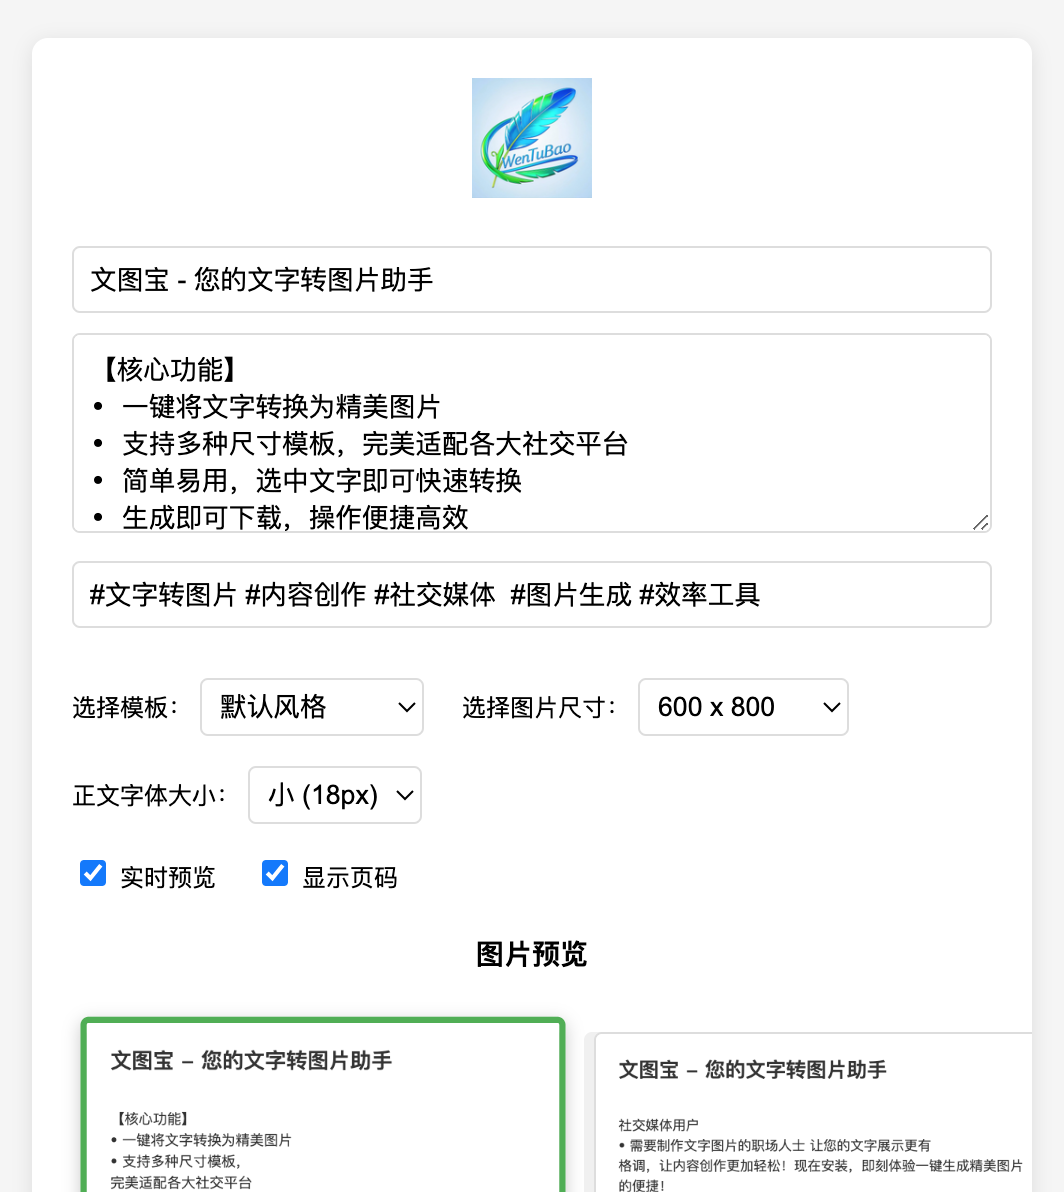 WenTuBao
文图宝 - 您的文字转图片助手
【核心功能】
• 一键将文字转换为精美图片
• 支持多种尺寸模板，完美适配各大社交平台
• 简单易用，选中文字即可快速转换
• 生成即可下载，操作便捷高效
#文字转图片 #内容创作 #社交媒体  #图片生成 #效率工具
选择模板： 默认风格 选择图片尺寸： 600 x 800
正文字体大小： 小 (18px)
实时预览 显示页码
图片预览
文图宝 – 您的文字转图片助手
【核心功能】
• 一键将文字转换为精美图片
• 支持多种尺寸模板，
完美适配各大社交平台
文图宝 – 您的文字转图片助手
社交媒体用户
• 需要制作文字图片的职场人士 让您的文字展示更有
格调，让内容创作更加轻松！现在安装，即刻体验一键生成精美图片
的便捷！